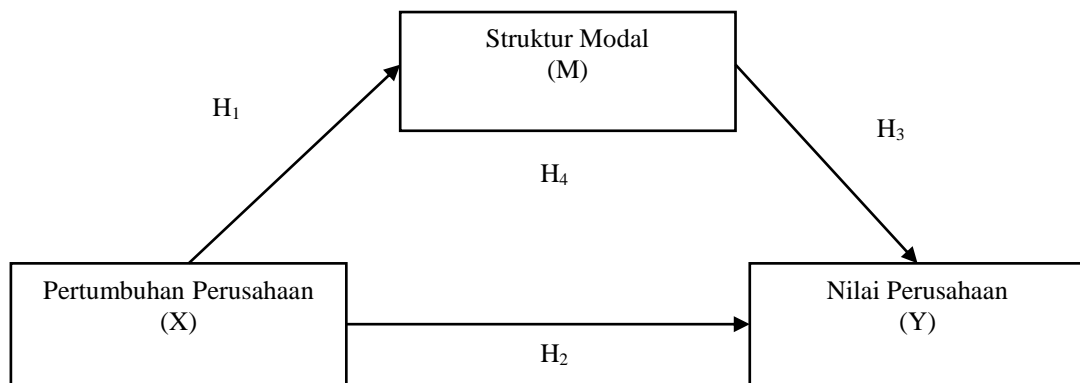 Struktur Modal
(M)
H₁
H₃
H₄
Pertumbuhan Perusahaan
(X)
Nilai Perusahaan
(Y)
H₂